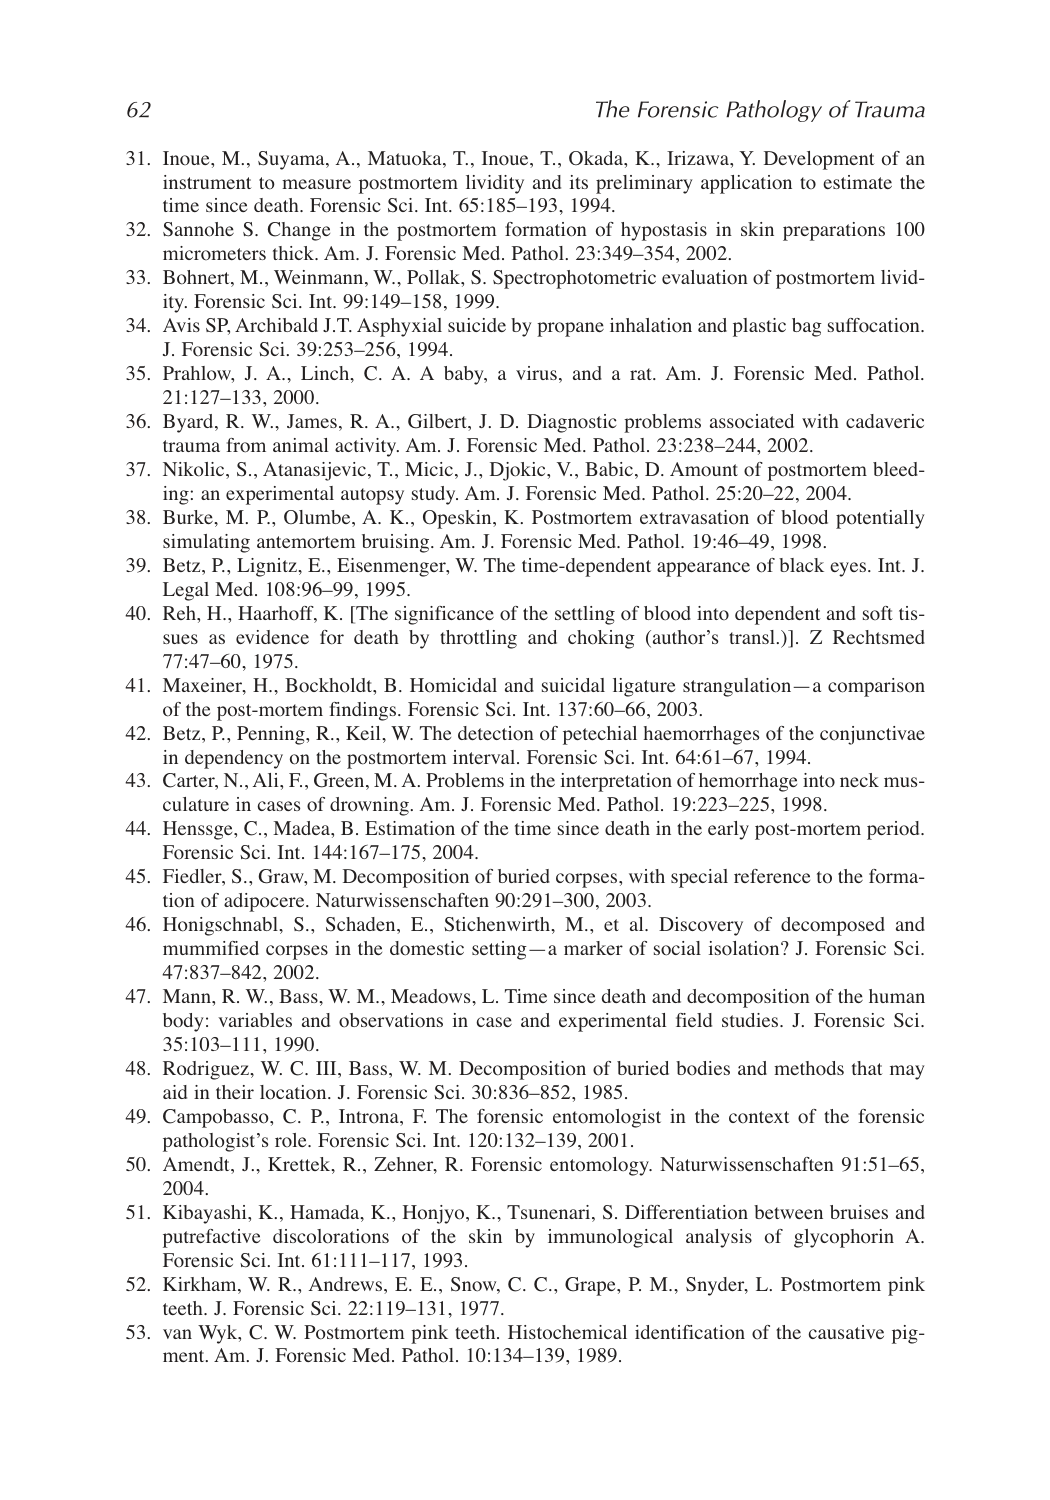 62 The Forensic Pathology of Trauma
31. Inoue, M., Suyama, A., Matuoka, T., Inoue, T., Okada, K., Irizawa, Y. Development of an
instrument to measure postmortem lividity and its preliminary application to estimate the
time since death. Forensic Sci. Int. 65:185–193, 1994.
32. Sannohe S. Change in the postmortem formation of hypostasis in skin preparations 100
micrometers thick. Am. J. Forensic Med. Pathol. 23:349–354, 2002.
33. Bohnert, M., Weinmann, W., Pollak, S. Spectrophotometric evaluation of postmortem livid-
ity. Forensic Sci. Int. 99:149–158, 1999.
34. Avis SP, Archibald J.T. Asphyxial suicide by propane inhalation and plastic bag suffocation.
J. Forensic Sci. 39:253–256, 1994.
35. Prahlow, J. A., Linch, C. A. A baby, a virus, and a rat. Am. J. Forensic Med. Pathol.
21:127–133, 2000.
36. Byard, R. W., James, R. A., Gilbert, J. D. Diagnostic problems associated with cadaveric
trauma from animal activity. Am. J. Forensic Med. Pathol. 23:238–244, 2002.
37. Nikolic, S., Atanasijevic, T., Micic, J., Djokic, V., Babic, D. Amount of postmortem bleed-
ing: an experimental autopsy study. Am. J. Forensic Med. Pathol. 25:20–22, 2004.
38. Burke, M. P., Olumbe, A. K., Opeskin, K. Postmortem extravasation of blood potentially
simulating antemortem bruising. Am. J. Forensic Med. Pathol. 19:46–49, 1998.
39. Betz, P., Lignitz, E., Eisenmenger, W. The time-dependent appearance of black eyes. Int. J.
Legal Med. 108:96–99, 1995.
40. Reh, H., Haarhoff, K. [The significance of the settling of blood into dependent and soft tis-
sues as evidence for death by throttling and choking (author's transl.)]. Z Rechtsmed
77:47–60, 1975.
41. Maxeiner, H., Bockholdt, B. Homicidal and suicidal ligature strangulation—a comparison
of the post-mortem findings. Forensic Sci. Int. 137:60–66, 2003.
42. Betz, P., Penning, R., Keil, W. The detection of petechial haemorrhages of the conjunctivae
in dependency on the postmortem interval. Forensic Sci. Int. 64:61–67, 1994.
43. Carter, N., Ali, F., Green, M. A. Problems in the interpretation of hemorrhage into neck mus-
culature in cases of drowning. Am. J. Forensic Med. Pathol. 19:223–225, 1998.
44. Henssge, C., Madea, B. Estimation of the time since death in the early post-mortem period.
Forensic Sci. Int. 144:167–175, 2004.
45. Fiedler, S., Graw, M. Decomposition of buried corpses, with special reference to the forma-
tion of adipocere. Naturwissenschaften 90:291–300, 2003.
46. Honigschnabl, S., Schaden, E., Stichenwirth, M., et al. Discovery of decomposed and
mummified corpses in the domestic setting—a marker of social isolation? J. Forensic Sci.
47:837–842, 2002.
47. Mann, R. W., Bass, W. M., Meadows, L. Time since death and decomposition of the human
body: variables and observations in case and experimental field studies. J. Forensic Sci.
35:103–111, 1990.
48. Rodriguez, W. C. III, Bass, W. M. Decomposition of buried bodies and methods that may
aid in their location. J. Forensic Sci. 30:836–852, 1985.
49. Campobasso, C. P., Introna, F. The forensic entomologist in the context of the forensic
pathologist's role. Forensic Sci. Int. 120:132–139, 2001.
50. Amendt, J., Krettek, R., Zehner, R. Forensic entomology. Naturwissenschaften 91:51–65,
2004.
51. Kibayashi, K., Hamada, K., Honjyo, K., Tsunenari, S. Differentiation between bruises and
putrefactive discolorations of the skin by immunological analysis of glycophorin A.
Forensic Sci. Int. 61:111–117, 1993.
52. Kirkham, W. R., Andrews, E. E., Snow, C. C., Grape, P. M., Snyder, L. Postmortem pink
teeth. J. Forensic Sci. 22:119–131, 1977.
53. van Wyk, C. W. Postmortem pink teeth. Histochemical identification of the causative pig-
ment. Am. J. Forensic Med. Pathol. 10:134–139, 1989.